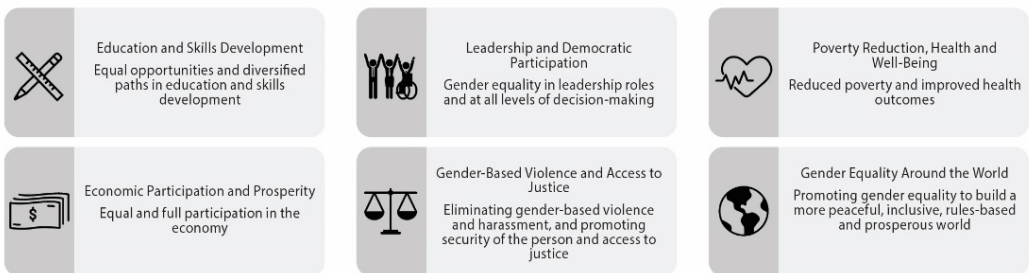 Education and Skills Development
Equal opportunities and diversified
paths in education and skills
development
Leadership and Democratic
Participation
Gender equality in leadership roles
and at all levels of decision-making
Poverty Reduction, Health and
Well-Being
Reduced poverty and improved health
outcomes
$
Economic Participation and Prosperity
Equal and full participation in the
economy
Gender-Based Violence and Access to
Justice
Eliminating gender-based violence
and harassment, and promoting
security of the person and access to
justice
Gender Equality Around the World
Promoting gender equality to build a
more peaceful, inclusive, rules-based
and prosperous world